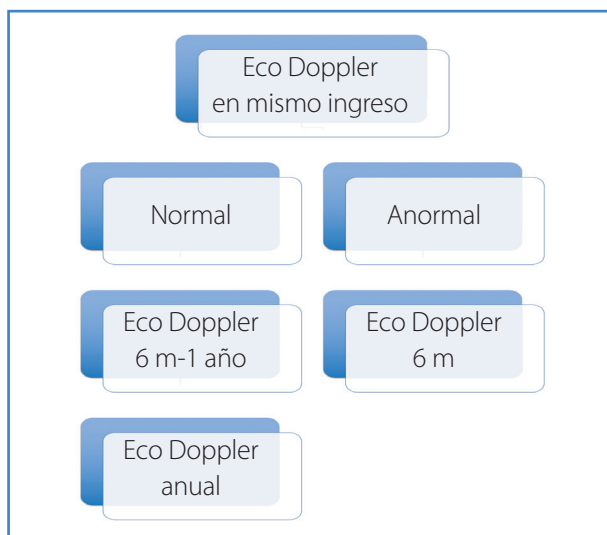 Eco Doppler
en mismo ingreso
Normal
Anormal
Eco Doppler
6 m-1 año
Eco Doppler
6 m
Eco Doppler
anual